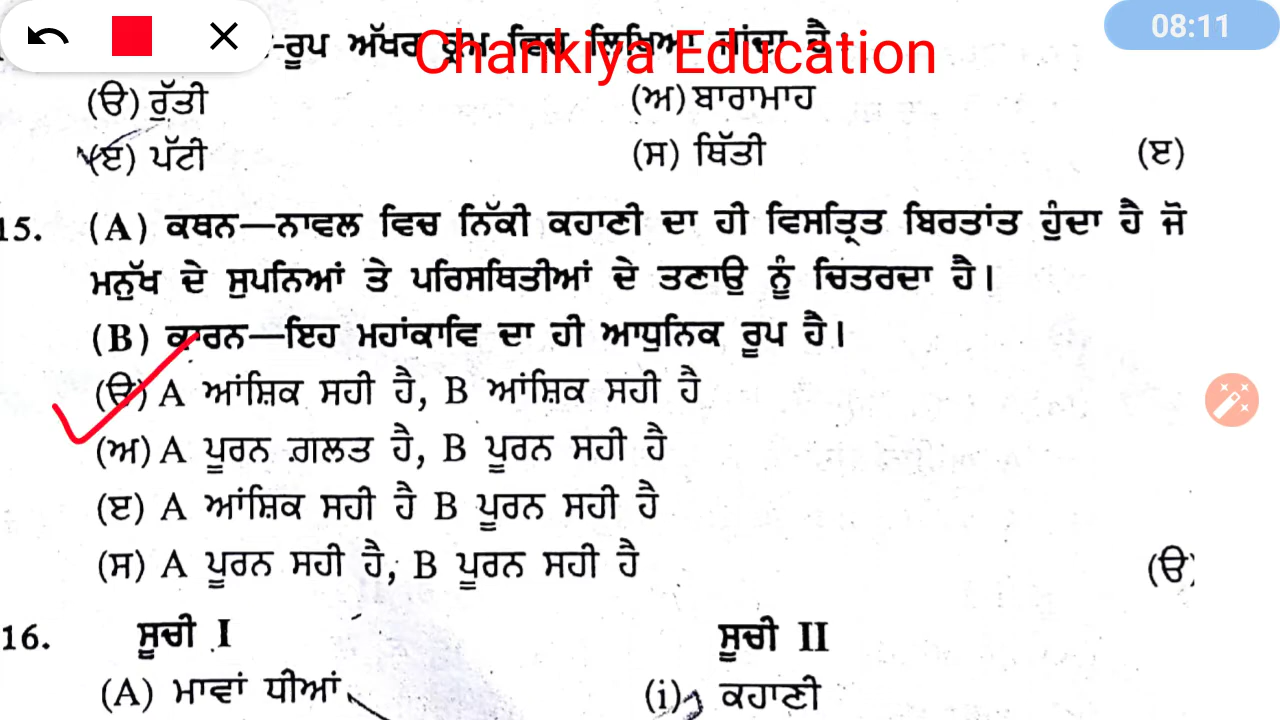 08:11
-ਰੂਪ ਅੱਖਰ ਕ੍ਰਮ ਵਿਚ ਲਿਖਿਆ ਜਾਂਦਾ ਹੈ।
Chankiya Education
(ੳ) ਰੁੱਤੀ (ਅ) ਬਾਰਾਮਾਹ
(ੲ) ਪੱਟੀ (ਸ) ਥਿੱਤੀ (ੲ)
15. (A) ਕਥਨ—ਨਾਵਲ ਵਿਚ ਨਿੱਕੀ ਕਹਾਣੀ ਦਾ ਹੀ ਵਿਸਤ੍ਰਿਤ ਬਿਰਤਾਂਤ ਹੁੰਦਾ ਹੈ ਜੋ
ਮਨੁੱਖ ਦੇ ਸੁਪਨਿਆਂ ਤੇ ਪਰਿਸਥਿਤੀਆਂ ਦੇ ਤਣਾਉ ਨੂੰ ਚਿਤਰਦਾ ਹੈ।
(B) ਕਾਰਨ—ਇਹ ਮਹਾਂਕਾਵਿ ਦਾ ਹੀ ਆਧੁਨਿਕ ਰੂਪ ਹੈ।
(ੳ) A ਆਂਸ਼ਿਕ ਸਹੀ ਹੈ, B ਆਂਸ਼ਿਕ ਸਹੀ ਹੈ
(ਅ) A ਪੂਰਨ ਗ਼ਲਤ ਹੈ, B ਪੂਰਨ ਸਹੀ ਹੈ
(ੲ) A ਆਂਸ਼ਿਕ ਸਹੀ ਹੈ B ਪੂਰਨ ਸਹੀ ਹੈ
(ਸ) A ਪੂਰਨ ਸਹੀ ਹੈ, B ਪੂਰਨ ਸਹੀ ਹੈ (ੳ)
16. ਸੂਚੀ I ਸੂਚੀ II
(A) ਮਾਵਾਂ ਧੀਆਂ (i) ਕਹਾਣੀ